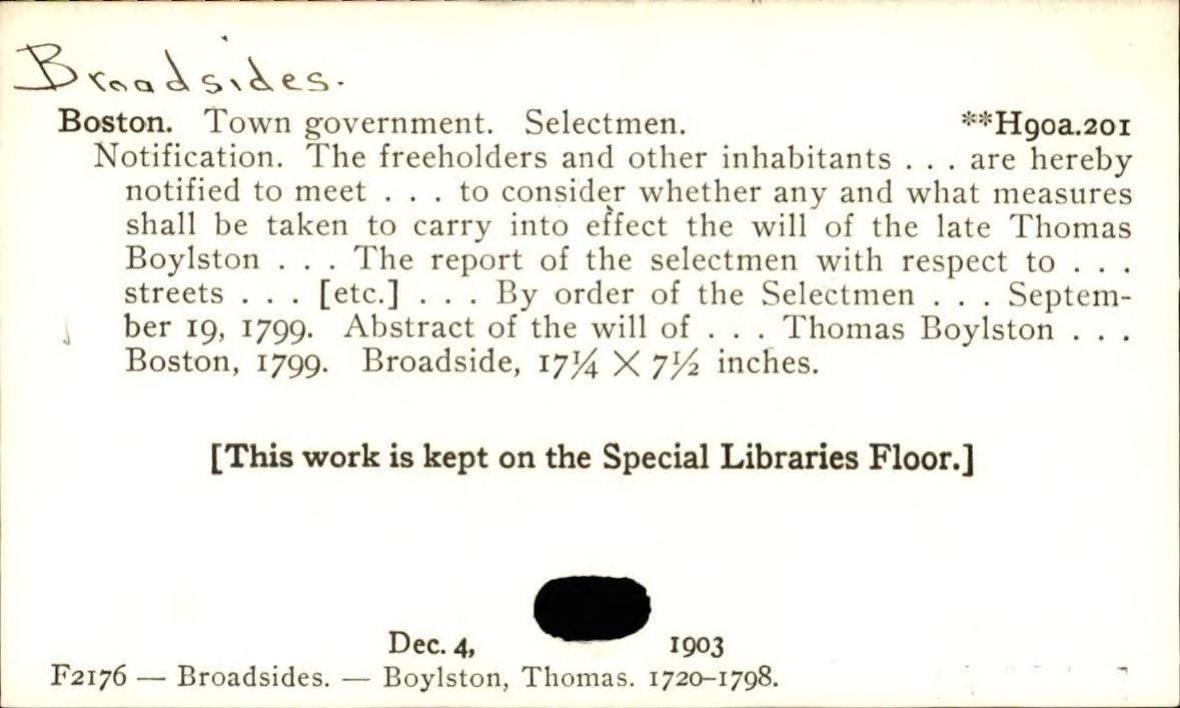 Broadsides.
Boston. Town government. Selectmen. **H90a.201
Notification. The freeholders and other inhabitants . . . are hereby
notified to meet . . . to consider whether any and what measures
shall be taken to carry into effect the will of the late Thomas
Boylston . . . The report of the selectmen with respect to . . .
streets . . . [etc.] . . . By order of the Selectmen . . . Septem-
ber 19, 1799. Abstract of the will of . . . Thomas Boylston . . .
Boston, 1799. Broadside, 17¼ × 7½ inches.
[This work is kept on the Special Libraries Floor.]
Dec. 4, 1903
F2176 — Broadsides. — Boylston, Thomas. 1720–1798.